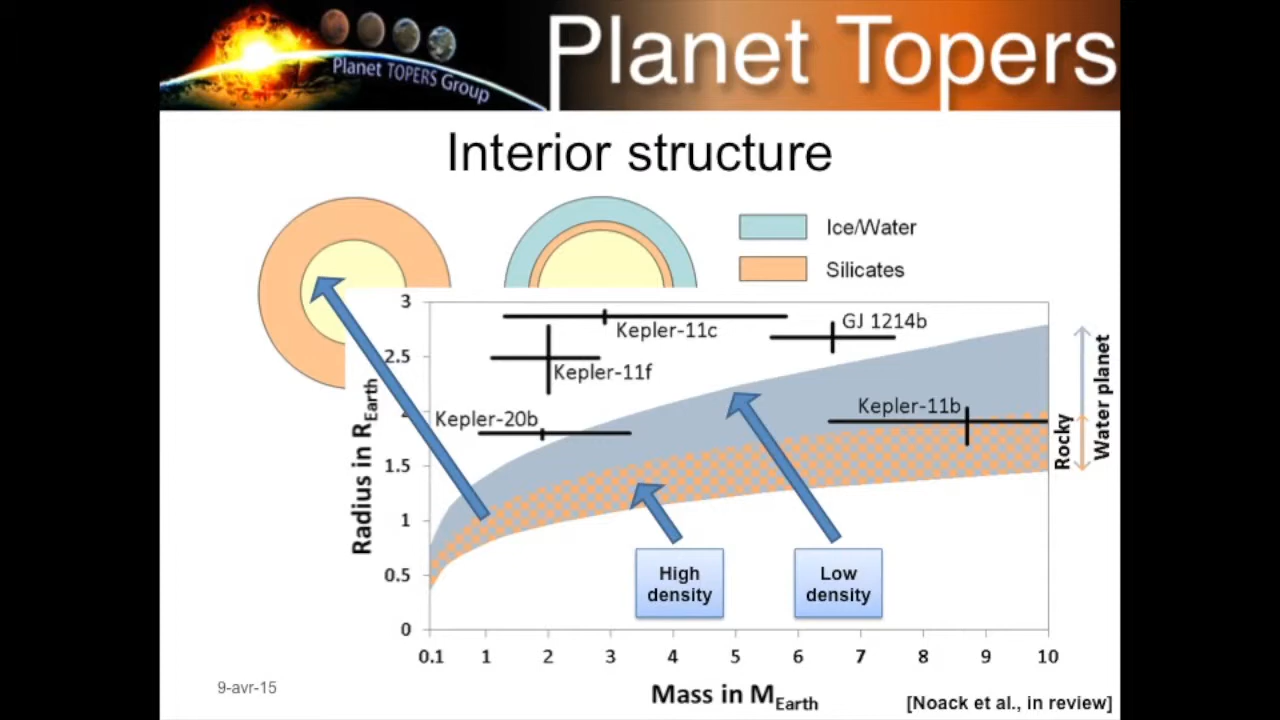 Planet TOPERS Group
Planet Topers
Interior structure
Ice/Water
Silicates
3
2.5
2
1.5
1
0.5
0
Radius in REarth
Kepler-11c
GJ 1214b
Kepler-11f
Kepler-20b
Kepler-11b
Rocky
Water planet
High
density
Low
density
0.1 1 2 3 4 5 6 7 8 9 10
Mass in MEarth
9-avr-15
[Noack et al., in review]